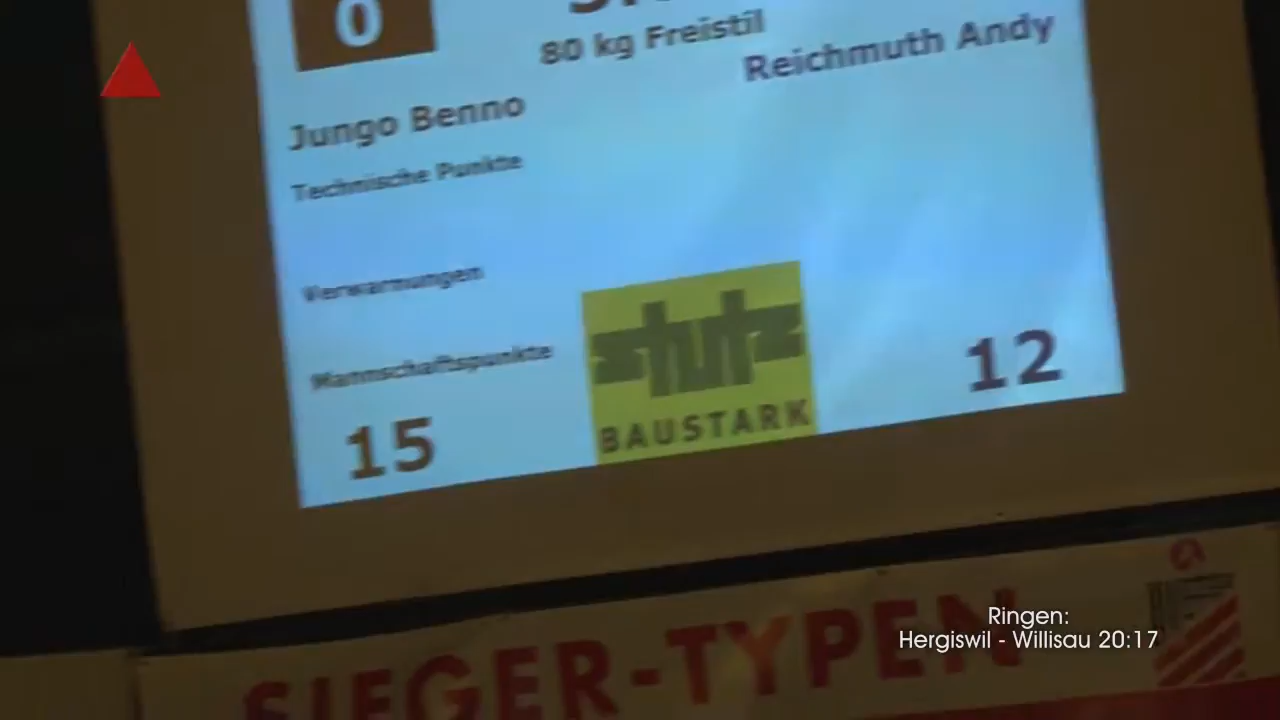 0
80 kg Freistil
Reichmuth Andy
Jungo Benno
Technische Punkte
Verwarnungen
Mannschaftspunkte
stutz
BAUSTARK
15
12
SIEGER-TYPEN
Ringen:
Hergiswil - Willisau 20:17